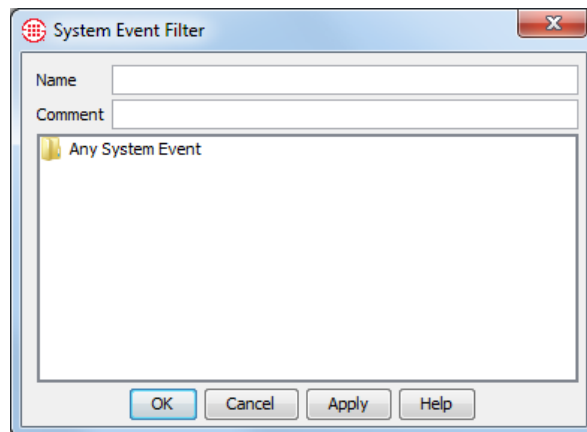 System Event Filter
Name
Comment
Any System Event
OK Cancel Apply Help